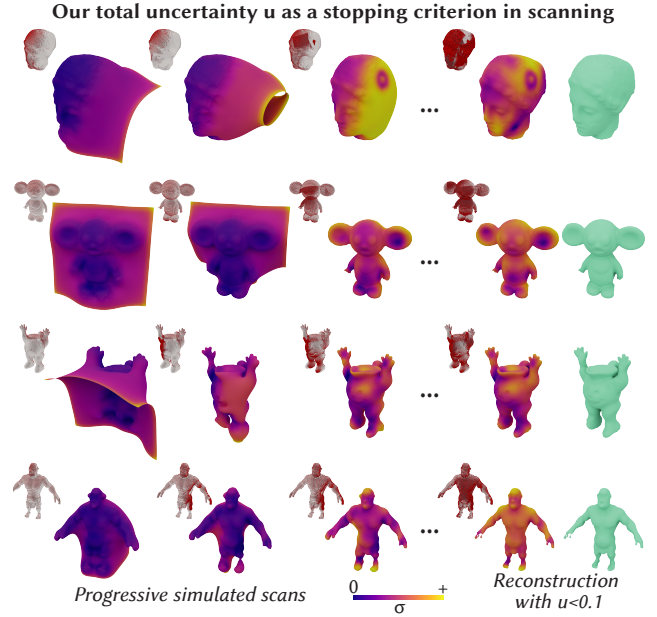 Our total uncertainty u as a stopping criterion in scanning
...
...
...
...
Progressive simulated scans
0 +
σ
Reconstruction
with u<0.1